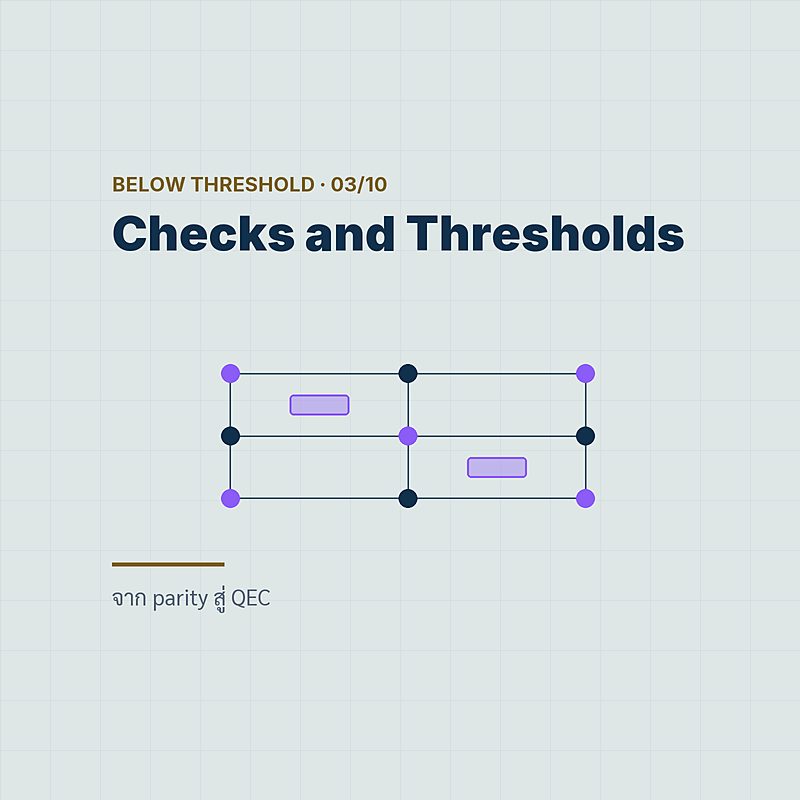 BELOW THRESHOLD · 03/10
Checks and Thresholds
จาก parity สู่ QEC